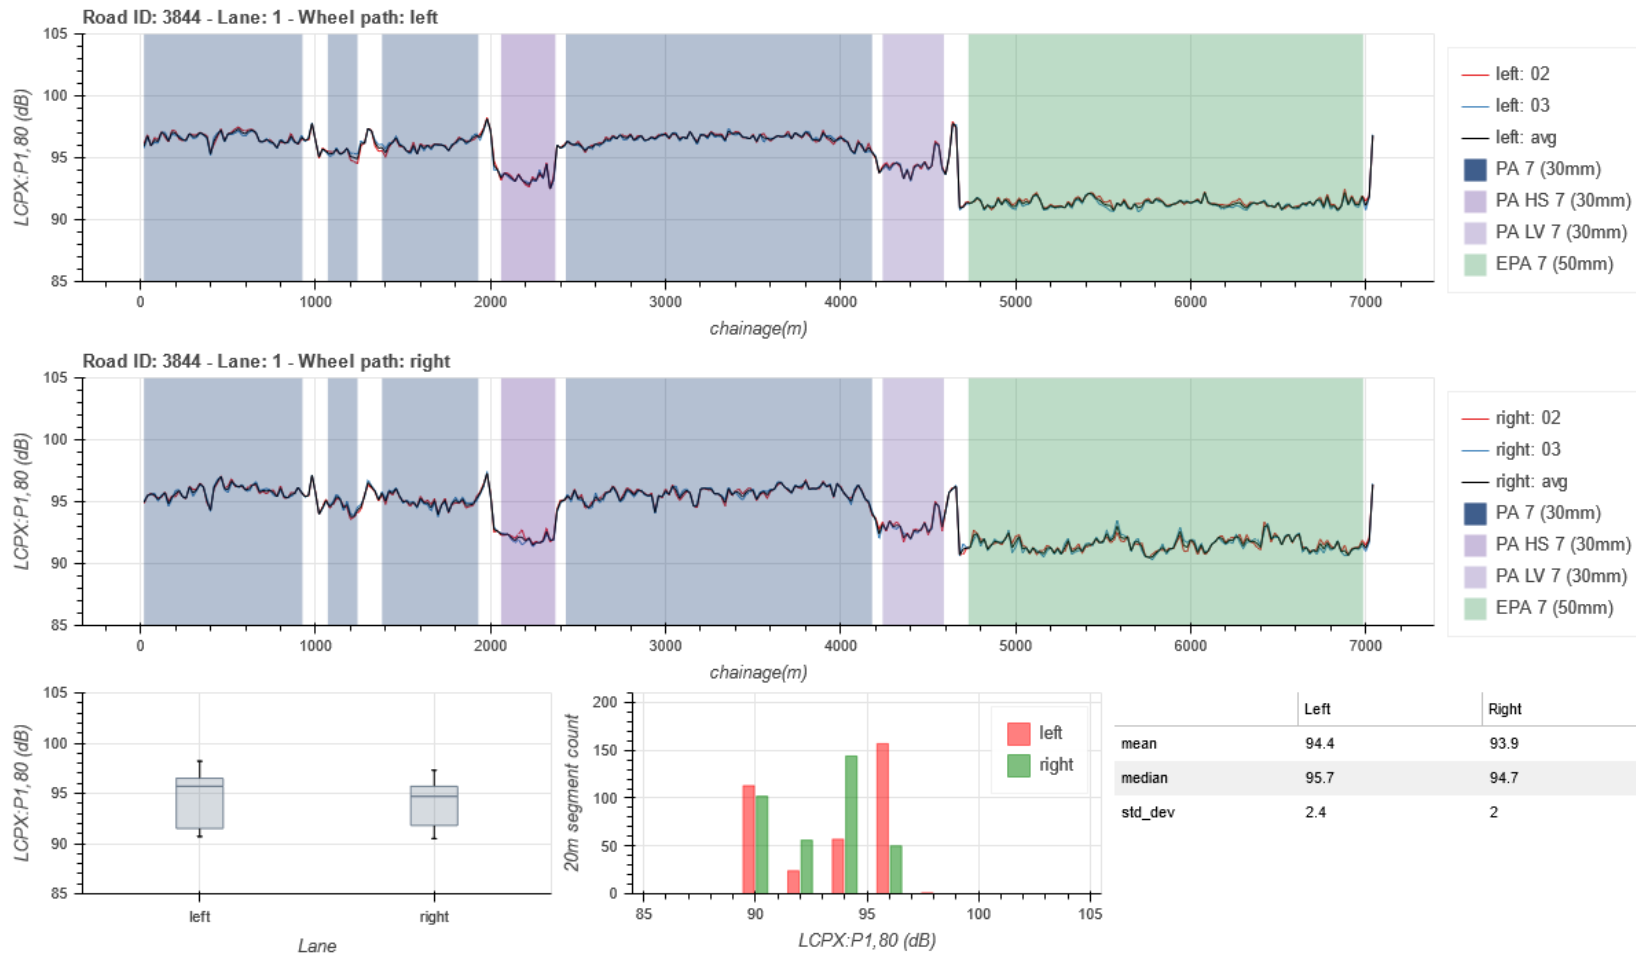 Road ID: 3844 - Lane: 1 - Wheel path: left
105
100
95
90
85
LCPX:P1,80 (dB)
0 1000 2000 3000 4000 5000 6000 7000
chainage(m)
left: 02
left: 03
left: avg
PA 7 (30mm)
PA HS 7 (30mm)
PA LV 7 (30mm)
EPA 7 (50mm)
Road ID: 3844 - Lane: 1 - Wheel path: right
105
100
95
90
85
LCPX:P1,80 (dB)
0 1000 2000 3000 4000 5000 6000 7000
chainage(m)
right: 02
right: 03
right: avg
PA 7 (30mm)
PA HS 7 (30mm)
PA LV 7 (30mm)
EPA 7 (50mm)
105
100
95
90
85
LCPX:P1,80 (dB)
left right
Lane
200
150
100
50
0
20m segment count
85 90 95 100 105
LCPX:P1,80 (dB)
left
right
Left Right
mean 94.4 93.9
median 95.7 94.7
std_dev 2.4 2